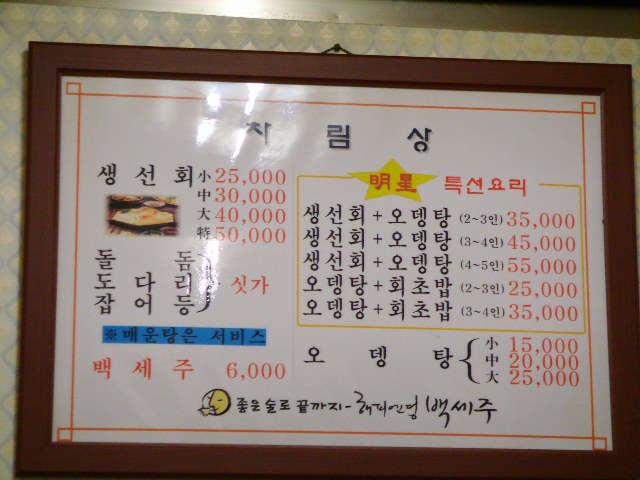 차림상
생선회 小 25,000
中 30,000
大 40,000
特 50,000
돌돔
도다리 싯가
잡어등
※매운탕은 서비스
백세주 6,000
明星 특선요리
생선회+오뎅탕 (2~3인) 35,000
생선회+오뎅탕 (3~4인) 45,000
생선회+오뎅탕 (4~5인) 55,000
오뎅탕+회초밥 (2~3인) 25,000
오뎅탕+회초밥 (3~4인) 35,000
오뎅탕 小 15,000
中 20,000
大 25,000
좋은술로 끝까지-해피엔딩 백세주